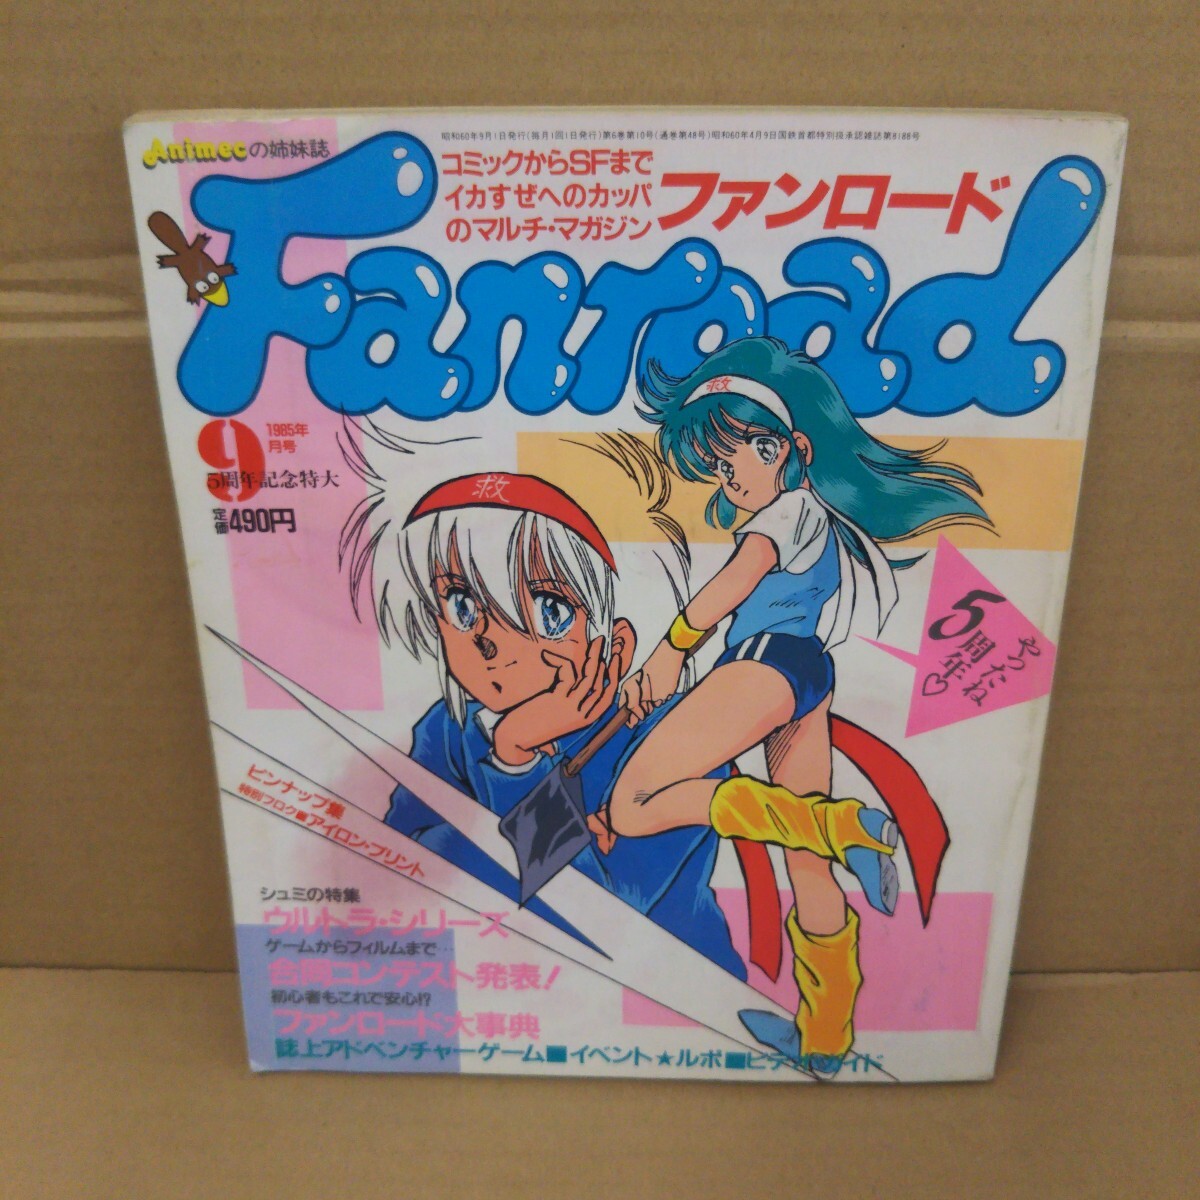 昭和60年9月1日発行(毎月1回1日発行)第6巻第10号(通巻第48号)昭和60年4月9日国鉄首都特別扱承認雑誌第8188号
Animecの姉妹誌
コミックからSFまで
イカすぜへのカッパ
のマルチ・マガジン
ファンロード
Fanroad
1985年
9月号
5周年記念特大
定価490円
救
救
やったね
5周年♡
ピンナップ集
特別フロク■アイロン・プリント
シュミの特集
ウルトラ・シリーズ
ゲームからフィルムまで…
合同コンテスト発表!
初心者もこれで安心!?
ファンロード大事典
誌上アドベンチャーゲーム■イベント★ルポ■ビデオガイド